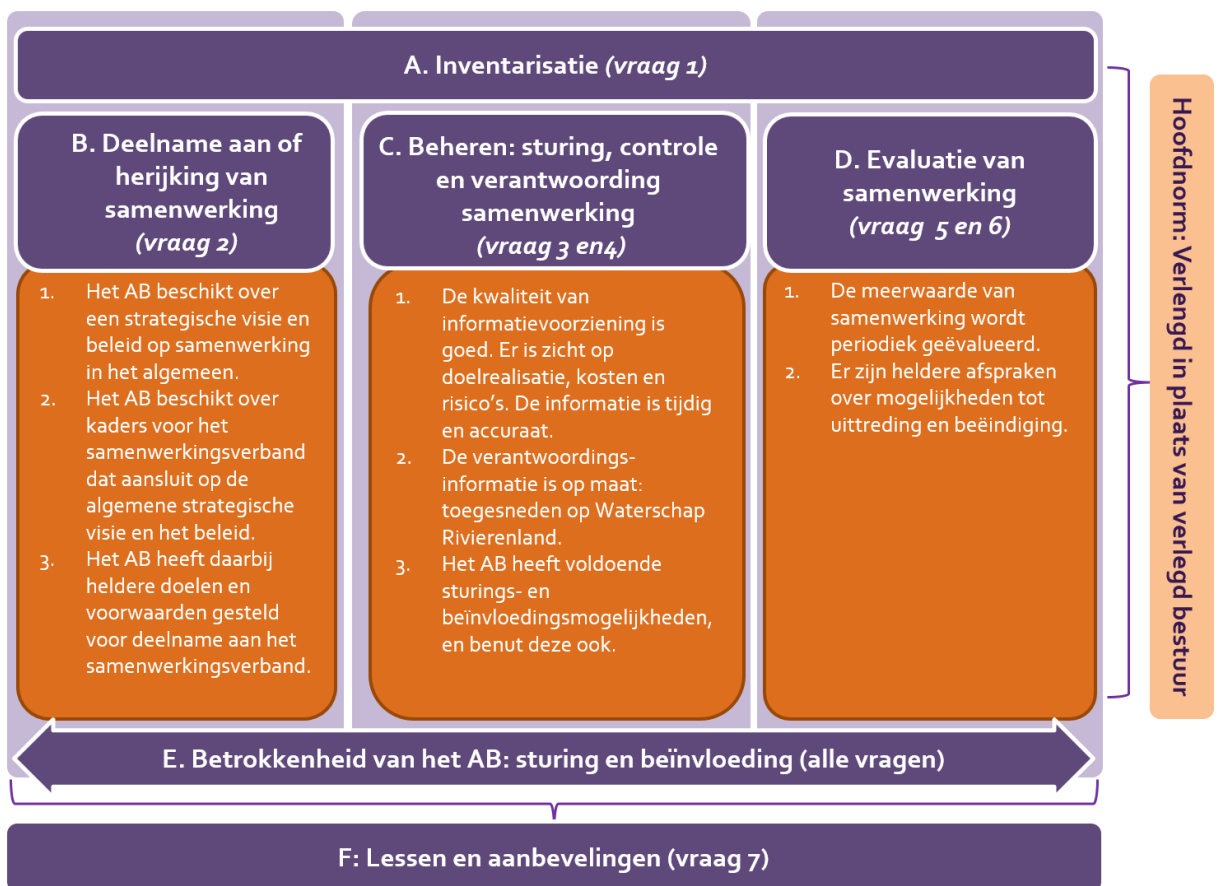 A. Inventarisatie (vraag 1)
B. Deelname aan of
herijking van
samenwerking
(vraag 2)
1. Het AB beschikt over
een strategische visie en
beleid op samenwerking
in het algemeen.
2. Het AB beschikt over
kaders voor het
samenwerkingsverband
dat aansluit op de
algemene strategische
visie en het beleid.
3. Het AB heeft daarbij
heldere doelen en
voorwaarden gesteld
voor deelname aan het
samenwerkingsverband.
C. Beheren: sturing, controle
en verantwoording
samenwerking
(vraag 3 en4)
1. De kwaliteit van
informatievoorziening is
goed. Er is zicht op
doelrealisatie, kosten en
risico’s. De informatie is tijdig
en accuraat.
2. De verantwoordings-
informatie is op maat:
toegesneden op Waterschap
Rivierenland.
3. Het AB heeft voldoende
sturings- en
beïnvloedingsmogelijkheden,
en benut deze ook.
D. Evaluatie van
samenwerking
(vraag 5 en 6)
1. De meerwaarde van
samenwerking wordt
periodiek geëvalueerd.
2. Er zijn heldere afspraken
over mogelijkheden tot
uittreding en beëindiging.
E. Betrokkenheid van het AB: sturing en beïnvloeding (alle vragen)
F: Lessen en aanbevelingen (vraag 7)
Hoofdnorm: Verlengd in plaats van verlegd bestuur